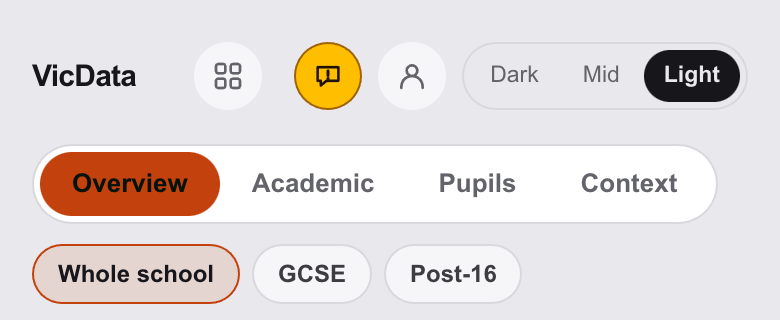 VicData Dark Mid Light
Overview Academic Pupils Context
Whole school GCSE Post-16